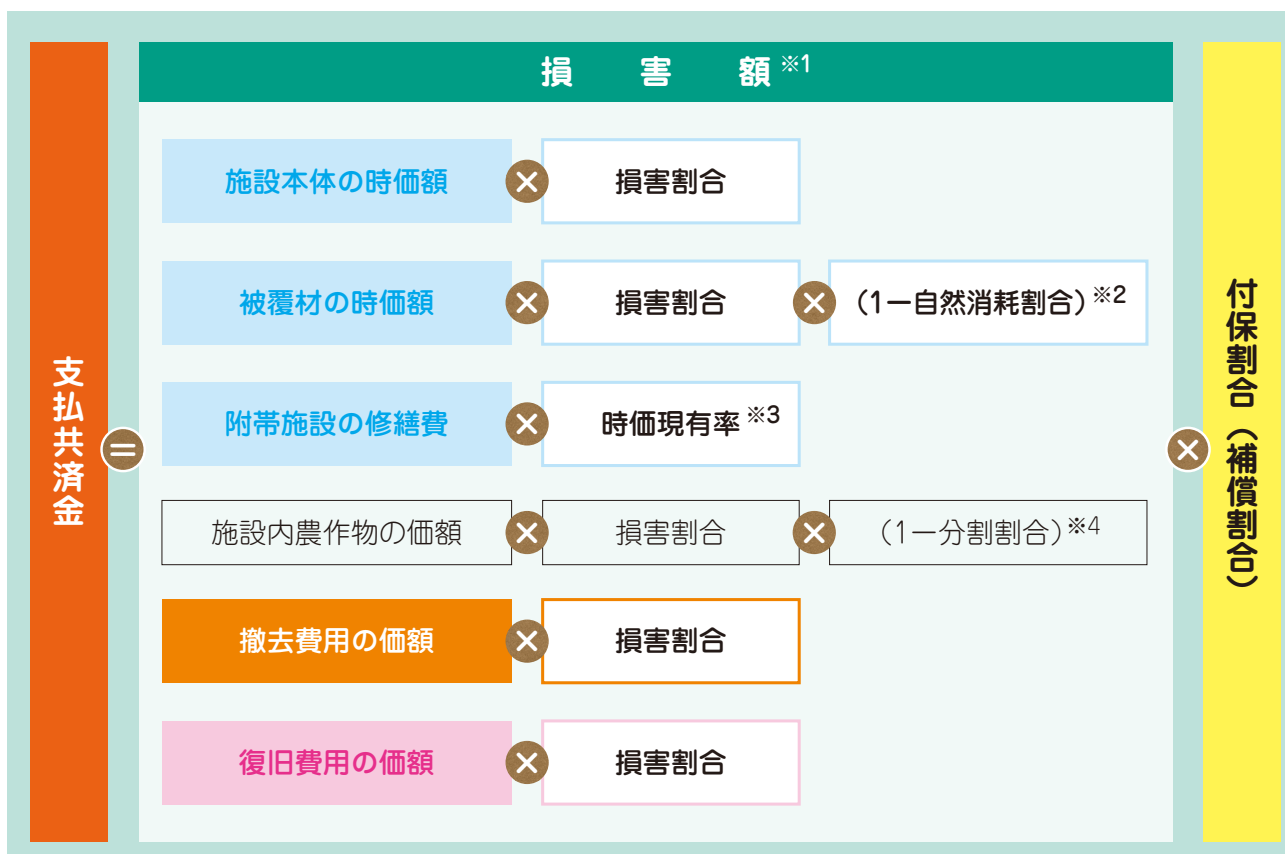 損害額※1
支払共済金
=
施設本体の時価額 × 損害割合
被覆材の時価額 × 損害割合 × (1ー自然消耗割合)※2
附帯施設の修繕費 × 時価現有率※3
施設内農作物の価額 × 損害割合 × (1ー分割割合)※4
撤去費用の価額 × 損害割合
復旧費用の価額 × 損害割合
×
付保割合（補償割合）